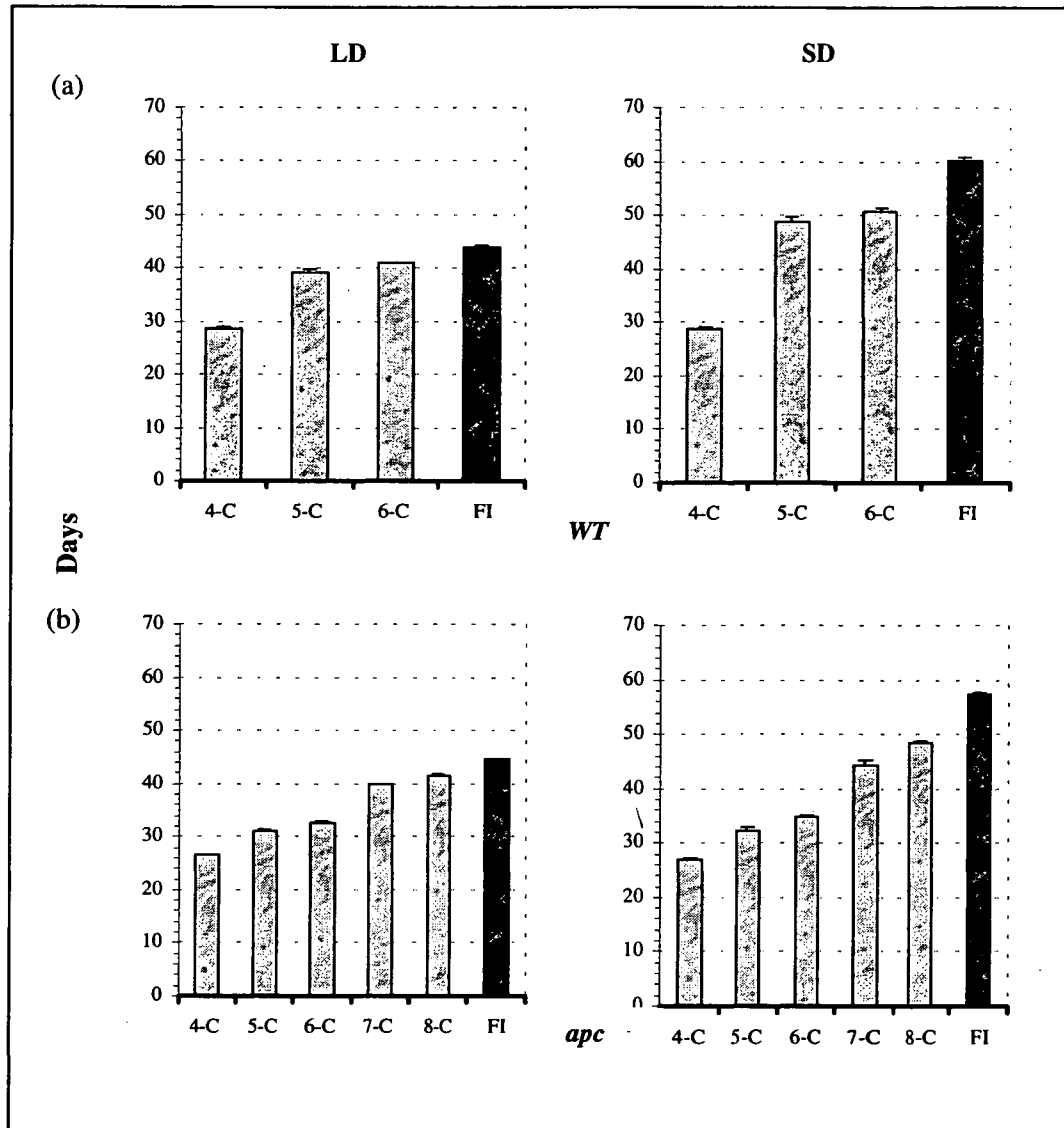 LD SD
(a)
70 70
60 60
50 50
40 40
30 30
20 20
10 10
0 0
4-C 5-C 6-C FI 4-C 5-C 6-C FI
WT
Days
(b)
70 70
60 60
50 50
40 40
30 30
20 20
10 10
0 0
4-C 5-C 6-C 7-C 8-C FI 4-C 5-C 6-C 7-C 8-C FI
apc